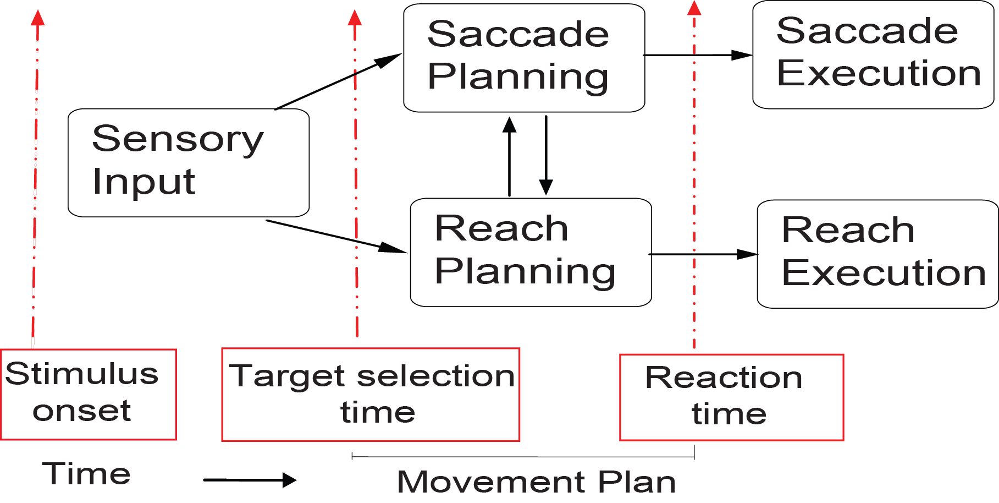 Saccade
Planning
Saccade
Execution
Sensory
Input
Reach
Planning
Reach
Execution
Stimulus
onset
Target selection
time
Reaction
time
Time
Movement Plan